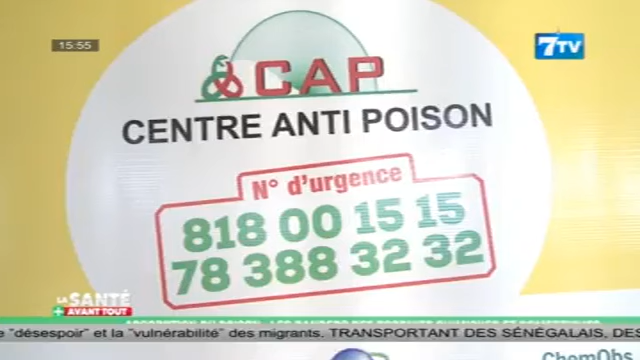 15:55
7TV
CAP
CENTRE ANTI POISON
N° d'urgence
818 00 15 15
78 388 32 32
LA SANTÉ
+ AVANT TOUT
"désespoir" et la "vulnérabilité" des migrants. TRANSPORTANT DES SÉNÉGALAIS, DES
ChemObs